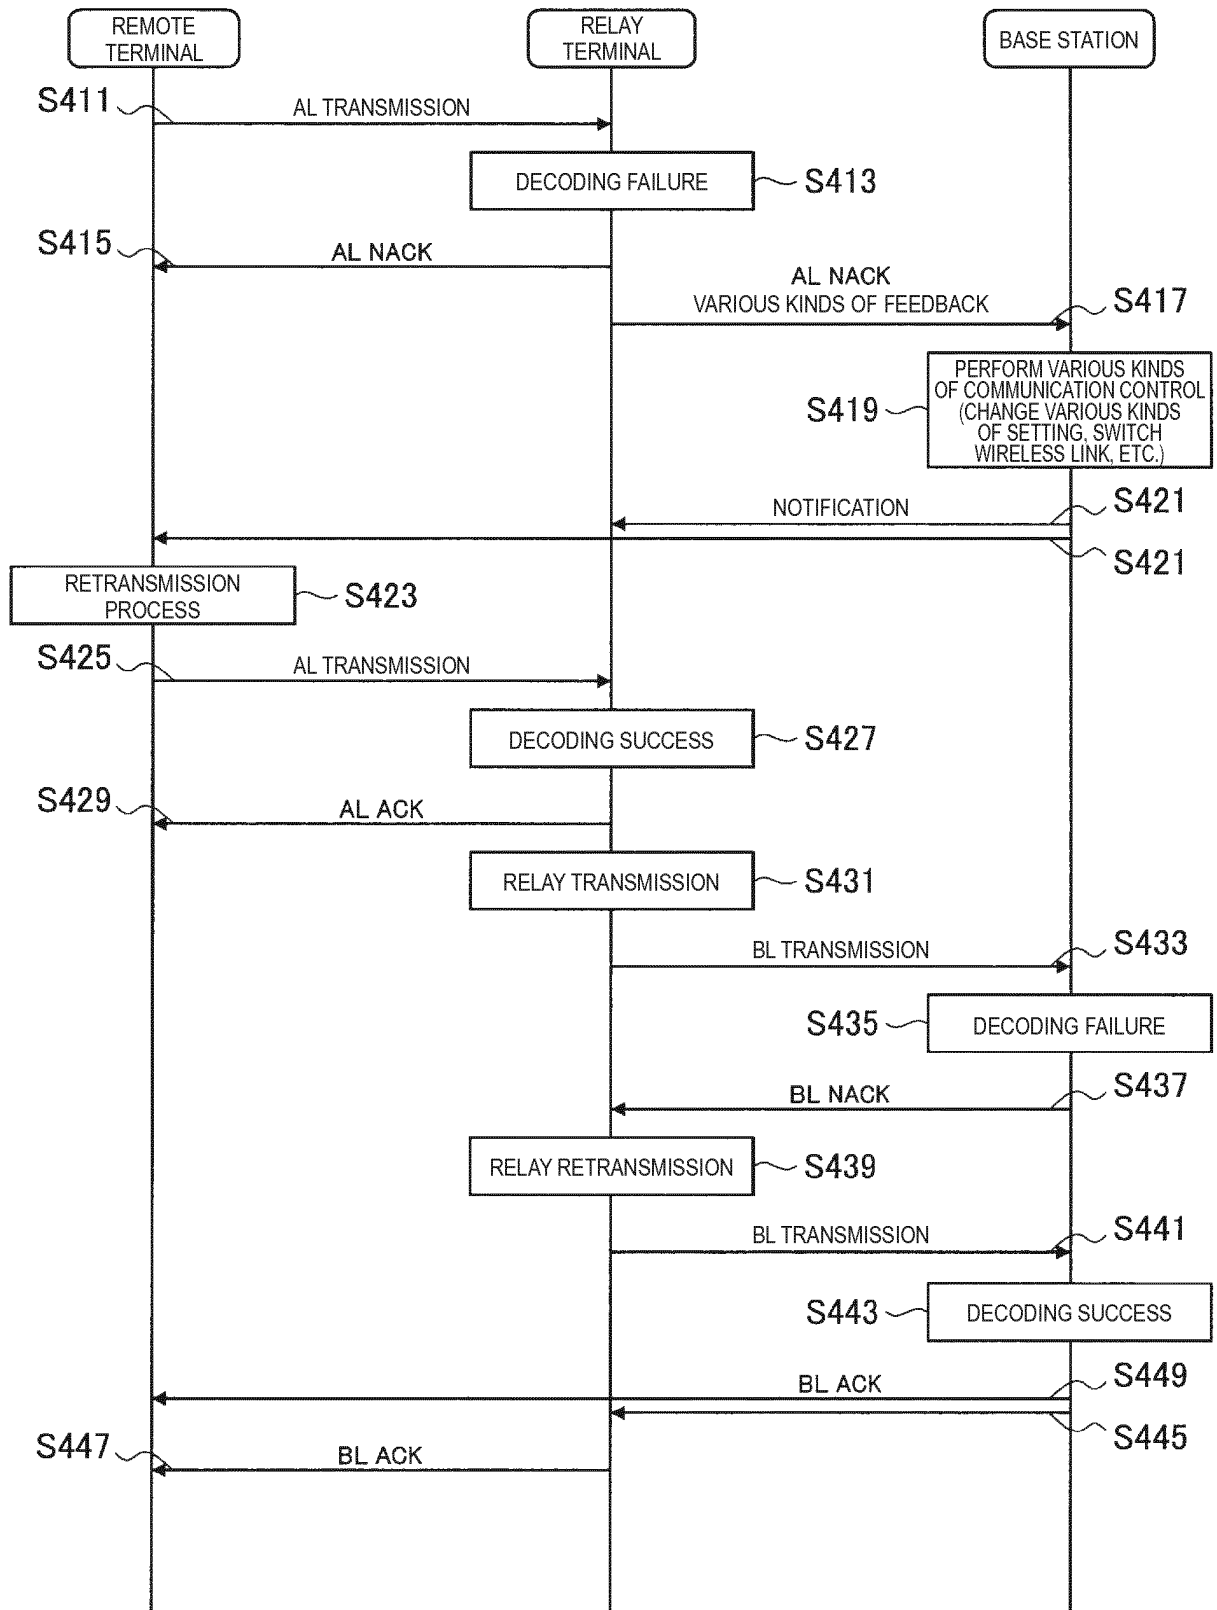 REMOTE
TERMINAL
RELAY
TERMINAL
BASE STATION
S411
AL TRANSMISSION
DECODING FAILURE
S413
S415
AL NACK
AL NACK
VARIOUS KINDS OF FEEDBACK
S417
S419
PERFORM VARIOUS KINDS
OF COMMUNICATION CONTROL
(CHANGE VARIOUS KINDS
OF SETTING, SWITCH
WIRELESS LINK, ETC.)
NOTIFICATION
S421
S421
RETRANSMISSION
PROCESS
S423
S425
AL TRANSMISSION
DECODING SUCCESS
S427
S429
AL ACK
RELAY TRANSMISSION
S431
BL TRANSMISSION
S433
S435
DECODING FAILURE
BL NACK
S437
RELAY RETRANSMISSION
S439
BL TRANSMISSION
S441
S443
DECODING SUCCESS
BL ACK
S449
S445
S447
BL ACK